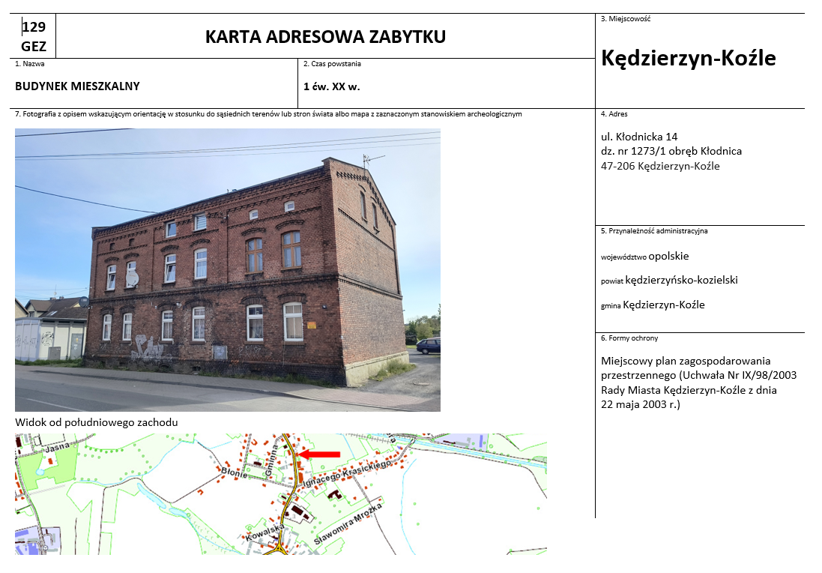 129
GEZ
KARTA ADRESOWA ZABYTKU
3. Miejscowość
Kędzierzyn-Koźle
1. Nazwa
BUDYNEK MIESZKALNY
2. Czas powstania
1 ćw. XX w.
7. Fotografia z opisem wskazującym orientację w stosunku do sąsiednich terenów lub stron świata albo mapa z zaznaczonym stanowiskiem archeologicznym
4. Adres
ul. Kłodnicka 14
dz. nr 1273/1 obręb Kłodnica
47-206 Kędzierzyn-Koźle
5. Przynależność administracyjna
województwo opolskie
powiat kędzierzyńsko-kozielski
gmina Kędzierzyn-Koźle
6. Formy ochrony
Miejscowy plan zagospodarowania
przestrzennego (Uchwała Nr IX/98/2003
Rady Miasta Kędzierzyn-Koźle z dnia
22 maja 2003 r.)
Widok od południowego zachodu
Jasna
Gminna
Błonie
Ignacego Krasickiego
Kowalska
Sławomira Mrożka